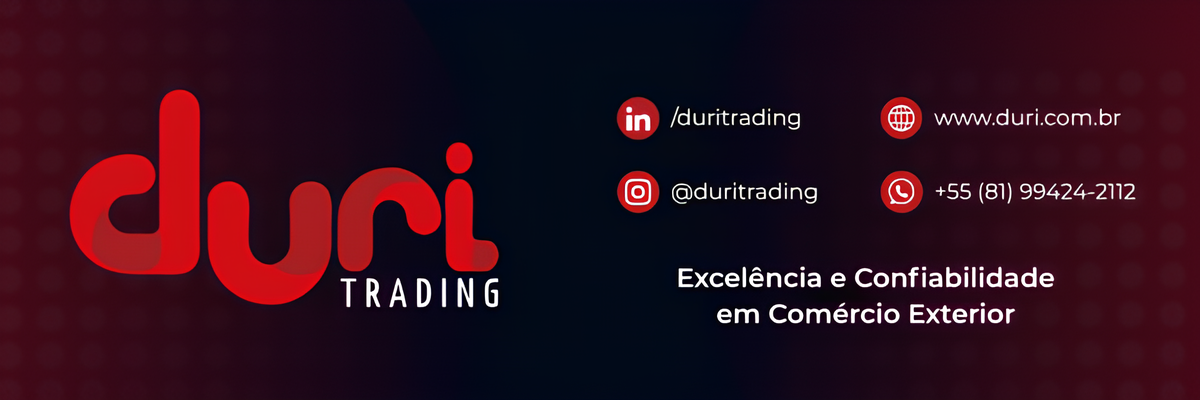 duri
TRADING
/duritrading
www.duri.com.br
@duritrading
+55 (81) 99424-2112
Excelência e Confiabilidade
em Comércio Exterior